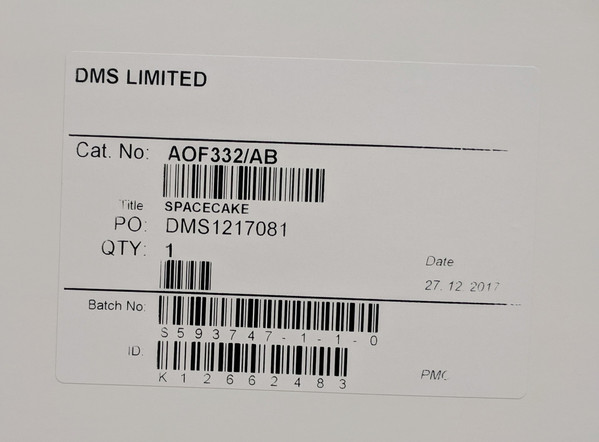 DMS LIMITED
Cat. No: AOF332/AB
Title SPACECAKE
PO: DMS1217081
QTY: 1
Date
27. 12. 2017
Batch No:
S593747-1-1-0
ID:
K12662483
PMC